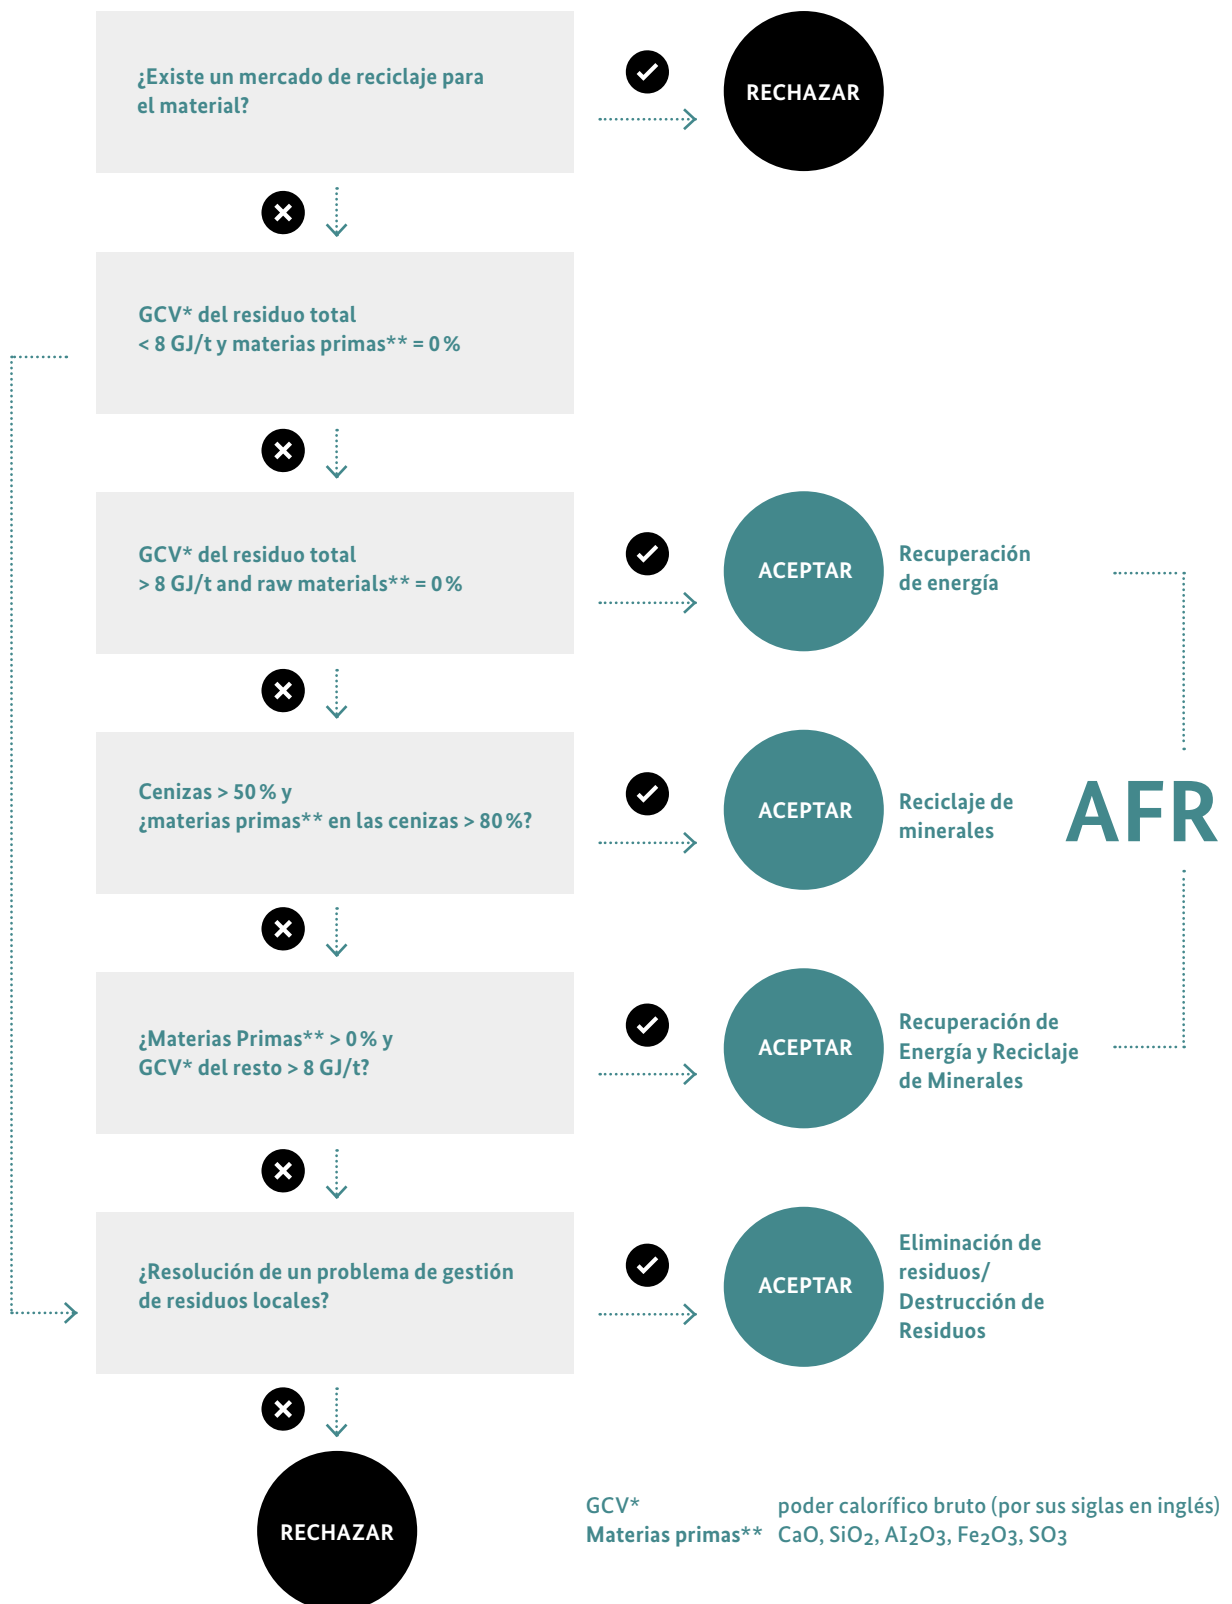 ¿Existe un mercado de reciclaje para
el material?
RECHAZAR
GCV* del residuo total
< 8 GJ/t y materias primas** = 0 %
GCV* del residuo total
> 8 GJ/t and raw materials** = 0 %
ACEPTAR
Recuperación
de energía
Cenizas > 50 % y
¿materias primas** en las cenizas > 80 %?
ACEPTAR
Reciclaje de
minerales
AFR
¿Materias Primas** > 0 % y
GCV* del resto > 8 GJ/t?
ACEPTAR
Recuperación de
Energía y Reciclaje
de Minerales
¿Resolución de un problema de gestión
de residuos locales?
ACEPTAR
Eliminación de
residuos/
Destrucción de
Residuos
RECHAZAR
GCV* poder calorífico bruto (por sus siglas en inglés)
Materias primas** CaO, SiO₂, AI₂O₃, Fe₂O₃, SO₃